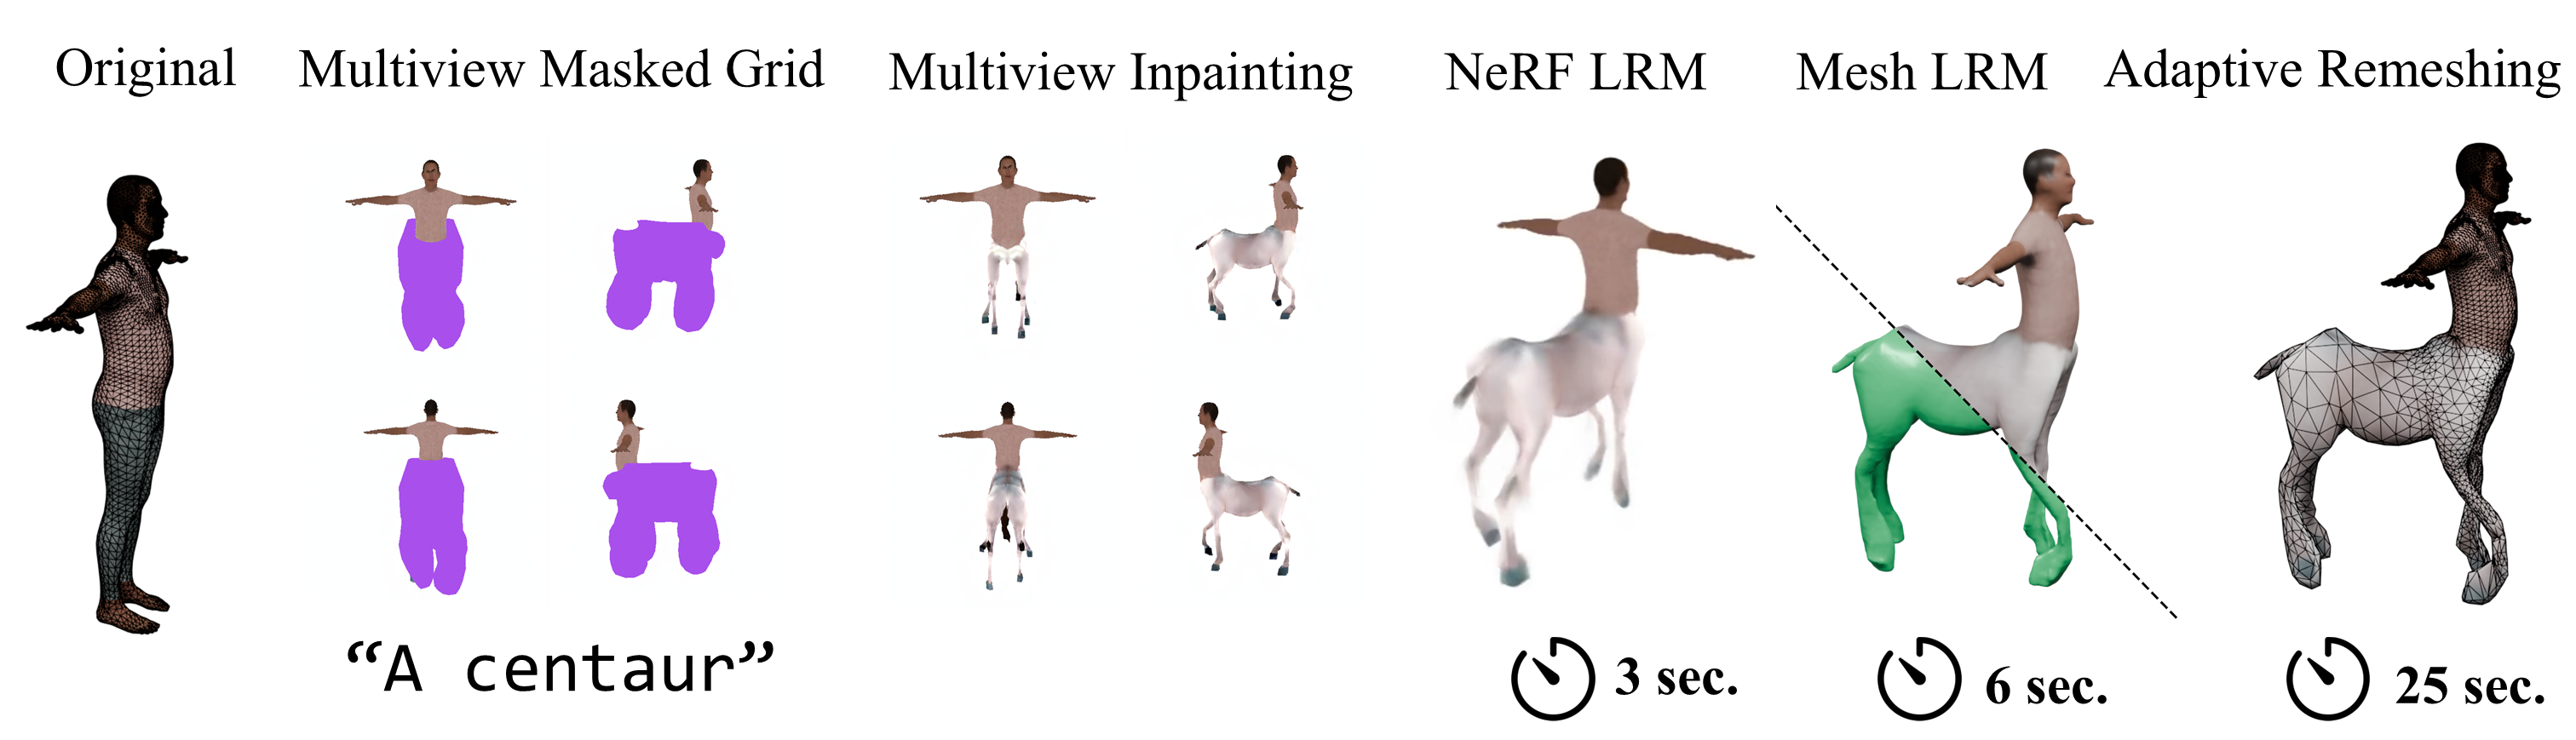 Original
Multiview Masked Grid
Multiview Inpainting
NeRF LRM
Mesh LRM
Adaptive Remeshing
“A centaur”
3 sec.
6 sec.
25 sec.